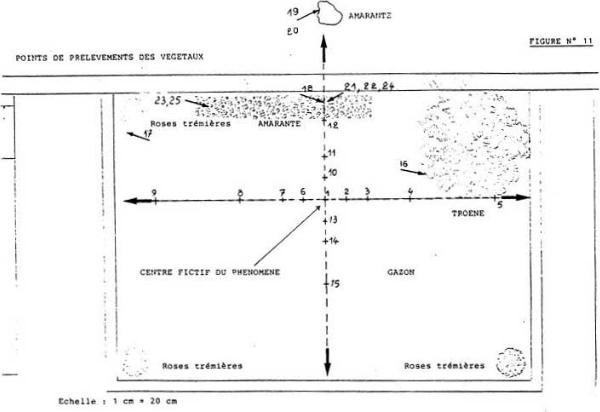 19
20
AMARANTE
FIGURE N° 11
POINTS DE PRELEVEMENTS DES VEGETAUX
18
21, 22, 24
23, 25
Roses trémières
AMARANTE
12
17
11
16
10
9 8 7 6 1 2 3 4 5
TROENE
13
14
CENTRE FICTIF DU PHENOMENE
GAZON
15
Roses trémières
Roses trémières
Echelle : 1 cm = 20 cm